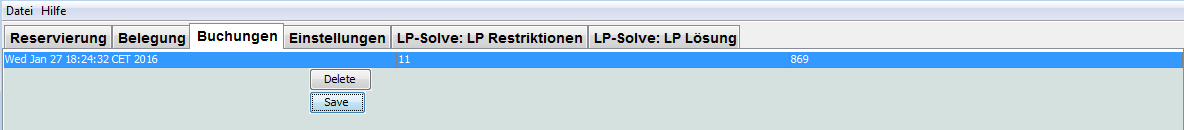 Datei Hilfe
Reservierung Belegung Buchungen Einstellungen LP-Solve: LP Restriktionen LP-Solve: LP Lösung
Wed Jan 27 18:24:32 CET 2016 11 869
Delete
Save